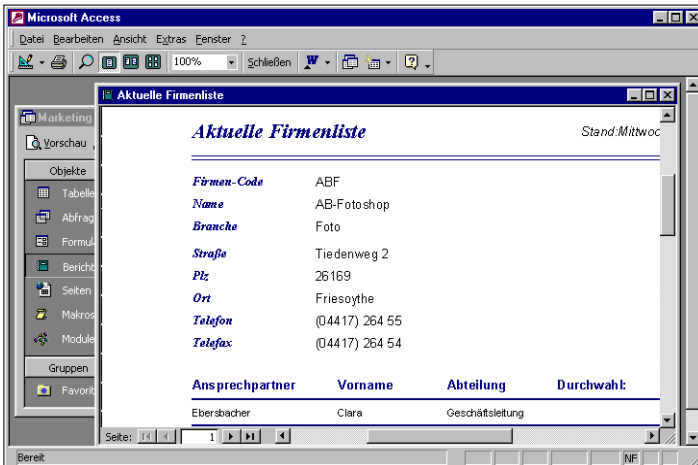 Microsoft Access
Datei Bearbeiten Ansicht Extras Fenster ?
100% Schließen
Aktuelle Firmenliste
Marketing
Vorschau
Objekte
Tabelle
Abfrag
Formul
Bericht
Seiten
Makros
Module
Gruppen
Favorit
Aktuelle Firmenliste Stand:Mittwoc
Firmen-Code ABF
Name AB-Fotoshop
Branche Foto
Straße Tiedenweg 2
Plz 26169
Ort Friesoythe
Telefon (04417) 264 55
Telefax (04417) 264 54
Ansprechpartner Vorname Abteilung Durchwahl:
Ebersbacher Clara Geschäftsleitung
Seite: 1
Bereit NF